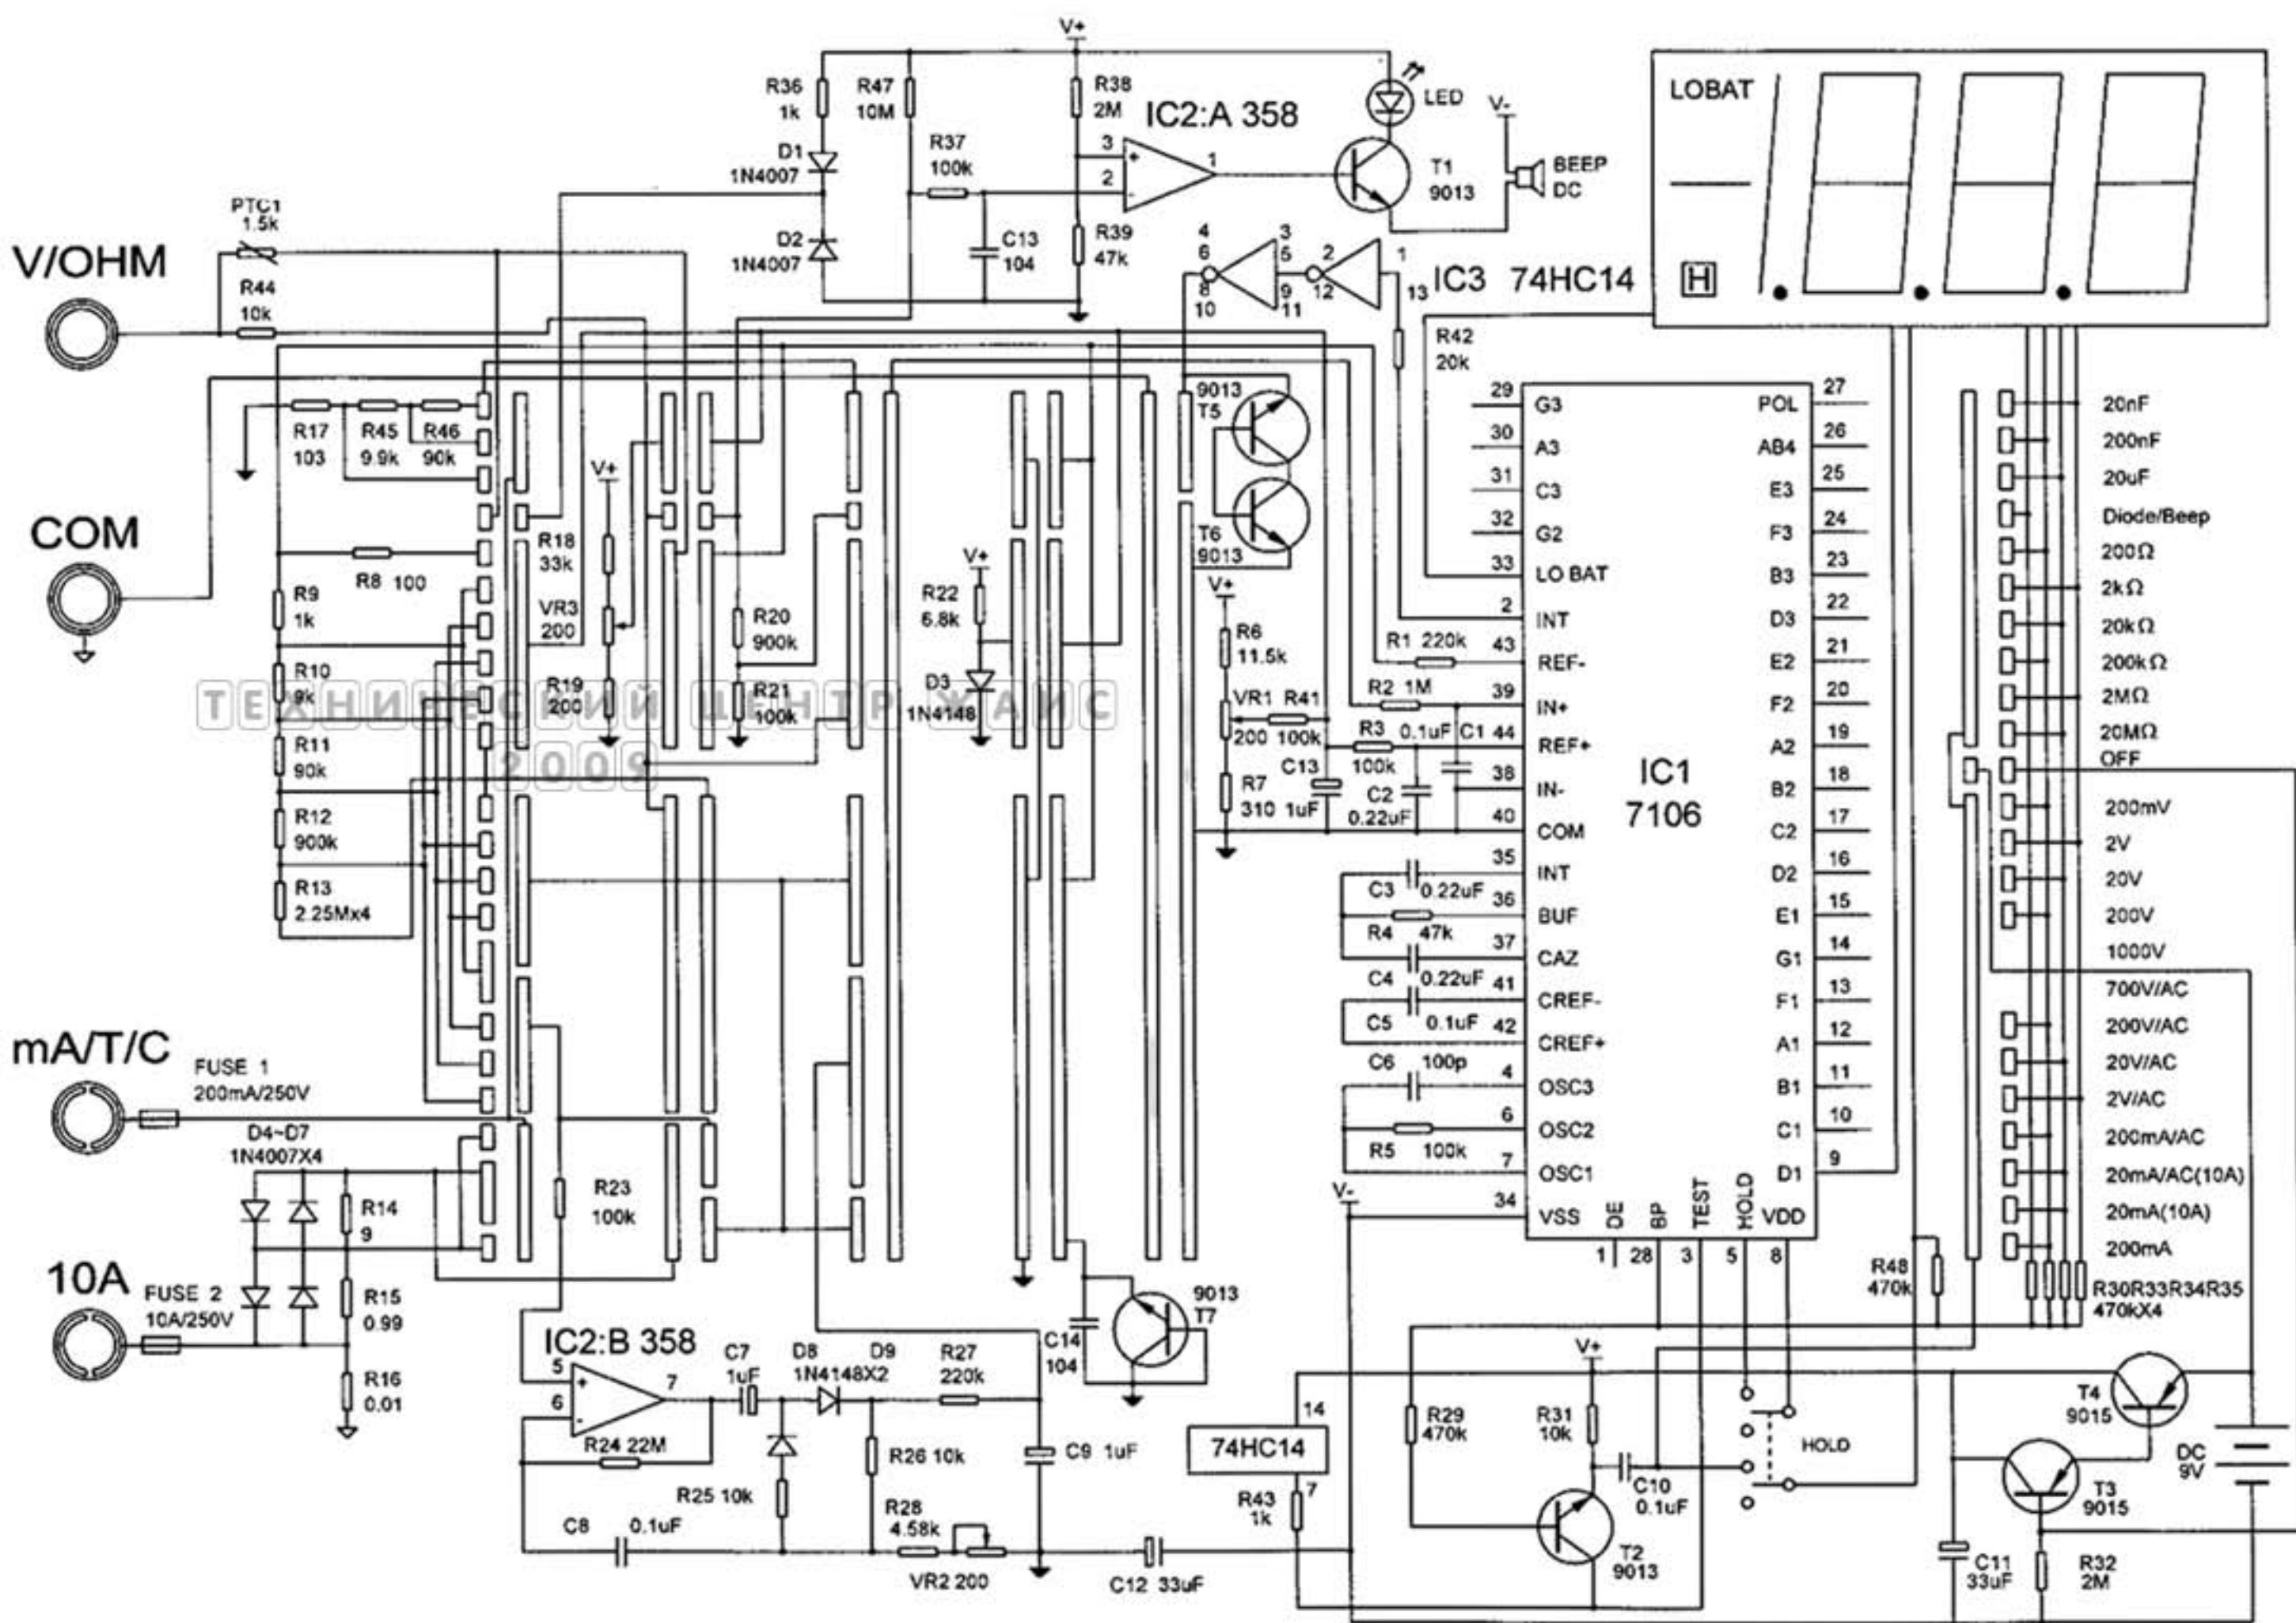 V+
R36
1k
R47
10M
R38
2M
IC2:A 358
LED
V-
LOBAT
D1
1N4007
R37
100k
3
+
2
-
1
T1
9013
BEEP
DC
PTC1
1.5k
D2
1N4007
C13
104
R39
47k
V/OHM
R44
10k
4
6
8
10
3
5
9
11
2
12
1
13
IC3 74HC14
H
R42
20k
R17
103
R45
9.9k
R46
90k
V+
9013
T5
T6
9013
COM
R8 100
R18
33k
VR3
200
R19
200
R9
1k
R10
9k
R11
90k
R12
900k
R13
2.25Mx4
R20
900k
R21
100k
V+
R22
6.8k
D3
1N4148
V+
R6
11.5k
VR1
200
R41
100k
R7
310
C13
1uF
R1 220k
R2 1M
R3
100k
0.1uF C1
C2
0.22uF
ТЕХНИЧЕСКИЙ ЦЕНТР ЖАИС
2009
29 G3
30 A3
31 C3
32 G2
33 LO BAT
2 INT
43 REF-
39 IN+
44 REF+
38 IN-
40 COM
35 INT
36 BUF
37 CAZ
41 CREF-
42 CREF+
4 OSC3
6 OSC2
7 OSC1
34 VSS
IC1
7106
POL 27
AB4 26
E3 25
F3 24
B3 23
D3 22
E2 21
F2 20
A2 19
B2 18
C2 17
D2 16
E1 15
G1 14
F1 13
A1 12
B1 11
C1 10
D1 9
DE
BP
TEST
HOLD
VDD
1
28
3
5
8
C3 0.22uF
R4 47k
C4 0.22uF
C5 0.1uF
C6 100p
R5 100k
V-
20nF
200nF
20uF
Diode/Beep
200Ω
2kΩ
20kΩ
200kΩ
2MΩ
20MΩ
OFF
200mV
2V
20V
200V
1000V
700V/AC
200V/AC
20V/AC
2V/AC
200mA/AC
20mA/AC(10A)
20mA(10A)
200mA
R48
470k
R30R33R34R35
470kX4
mA/T/C
FUSE 1
200mA/250V
D4~D7
1N4007X4
R14
9
R15
0.99
R16
0.01
10A
FUSE 2
10A/250V
R23
100k
IC2:B 358
5
+
6
-
7
R24 22M
C7
1uF
D8 D9
1N4148X2
R27
220k
R25 10k
R26 10k
C9 1uF
C8 0.1uF
R28
4.58k
VR2 200
C12 33uF
C14
104
9013
T7
14
74HC14
7
R43
1k
R29
470k
V+
R31
10k
C10
0.1uF
T2
9013
HOLD
T4
9015
T3
9015
DC
9V
C11
33uF
R32
2M